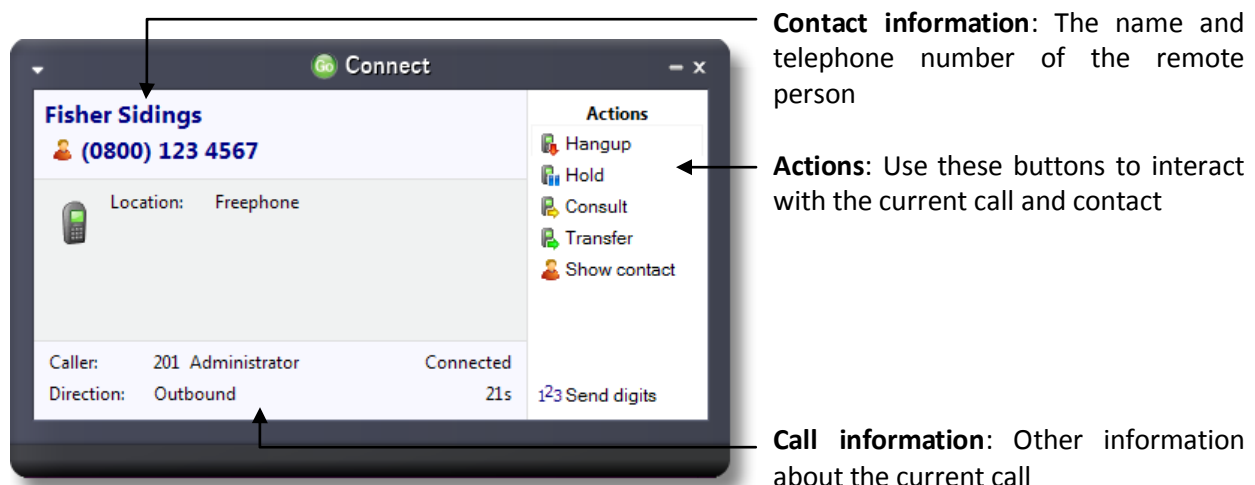 Go Connect
Fisher Sidings
(0800) 123 4567
Location: Freephone
Caller: 201 Administrator Connected
Direction: Outbound 21s
Actions
Hangup
Hold
Consult
Transfer
Show contact
123 Send digits
Contact information: The name and
telephone number of the remote
person
Actions: Use these buttons to interact
with the current call and contact
Call information: Other information
about the current call